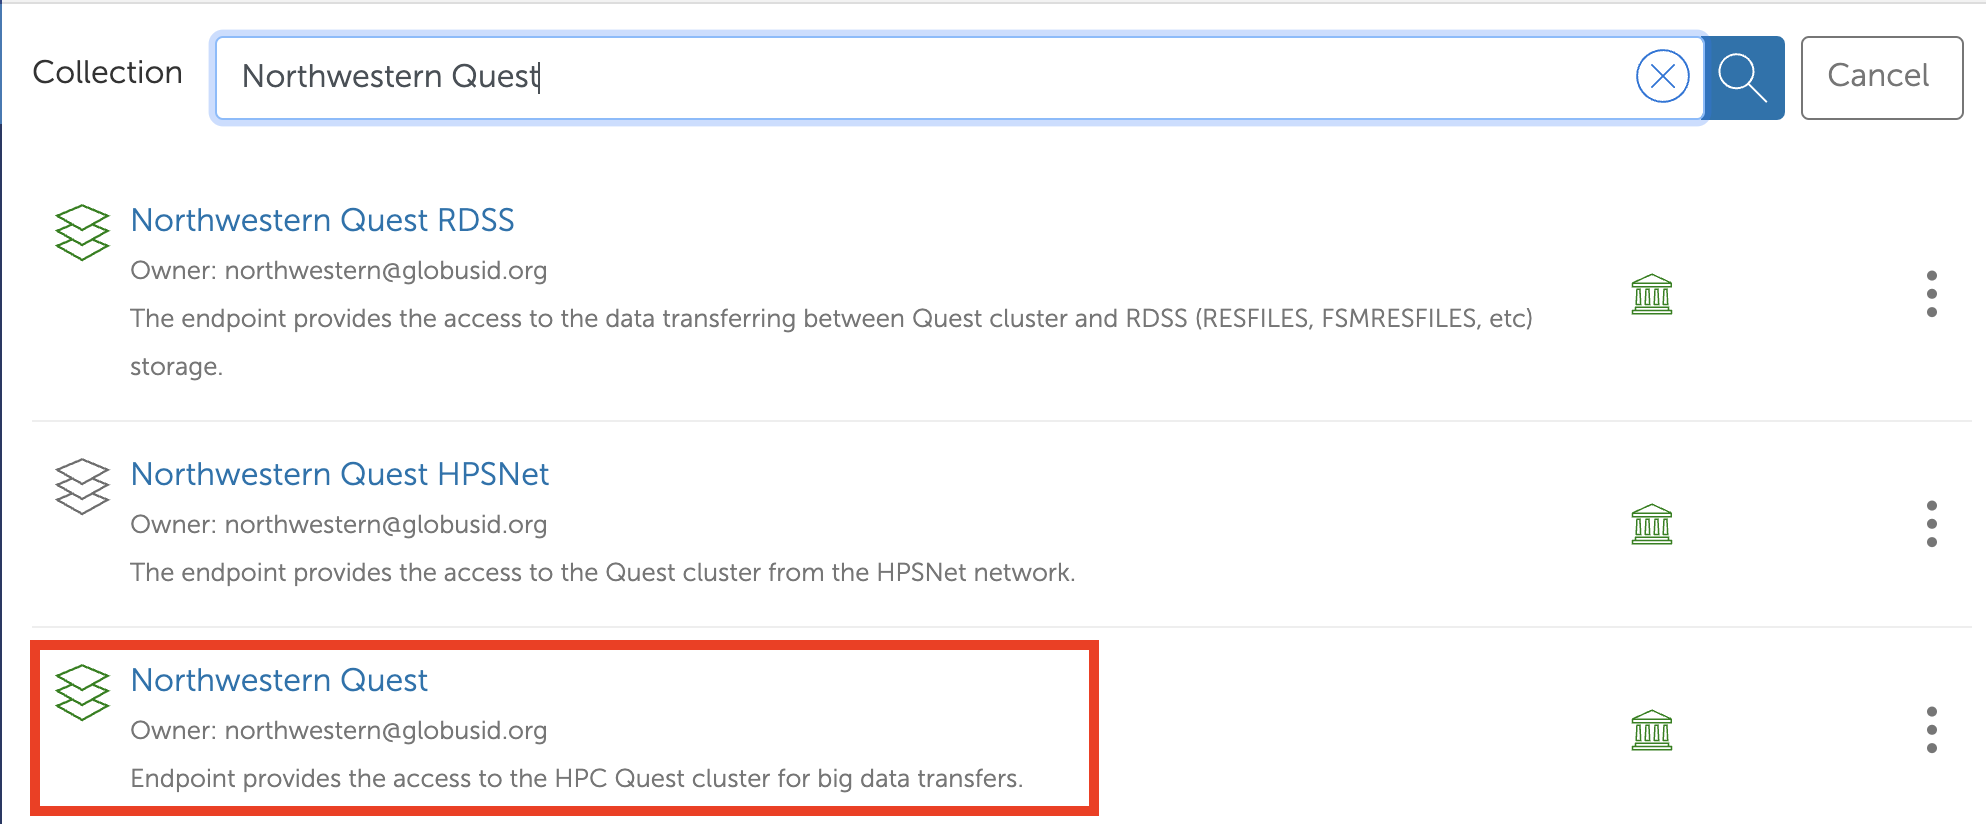 Collection
Northwestern Quest
Cancel
Northwestern Quest RDSS
Owner: northwestern@globusid.org
The endpoint provides the access to the data transferring between Quest cluster and RDSS (RESFILES, FSMRESFILES, etc)
storage.
Northwestern Quest HPSNet
Owner: northwestern@globusid.org
The endpoint provides the access to the Quest cluster from the HPSNet network.
Northwestern Quest
Owner: northwestern@globusid.org
Endpoint provides the access to the HPC Quest cluster for big data transfers.